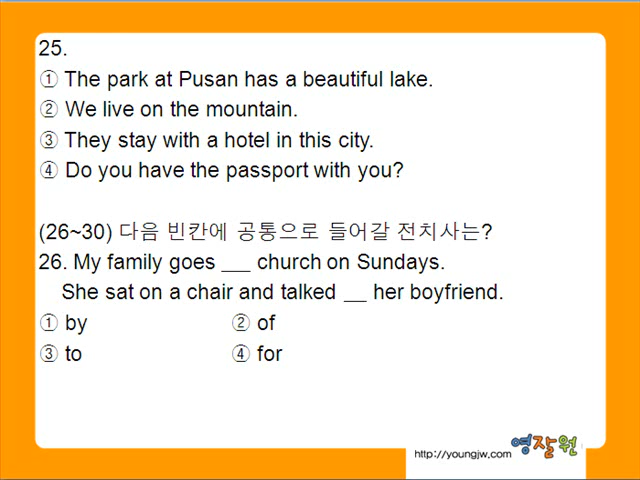 25.
① The park at Pusan has a beautiful lake.
② We live on the mountain.
③ They stay with a hotel in this city.
④ Do you have the passport with you?
(26~30) 다음 빈칸에 공통으로 들어갈 전치사는?
26. My family goes ___ church on Sundays.
She sat on a chair and talked __ her boyfriend.
① by ② of
③ to ④ for
http://youngjw.com 영잘원